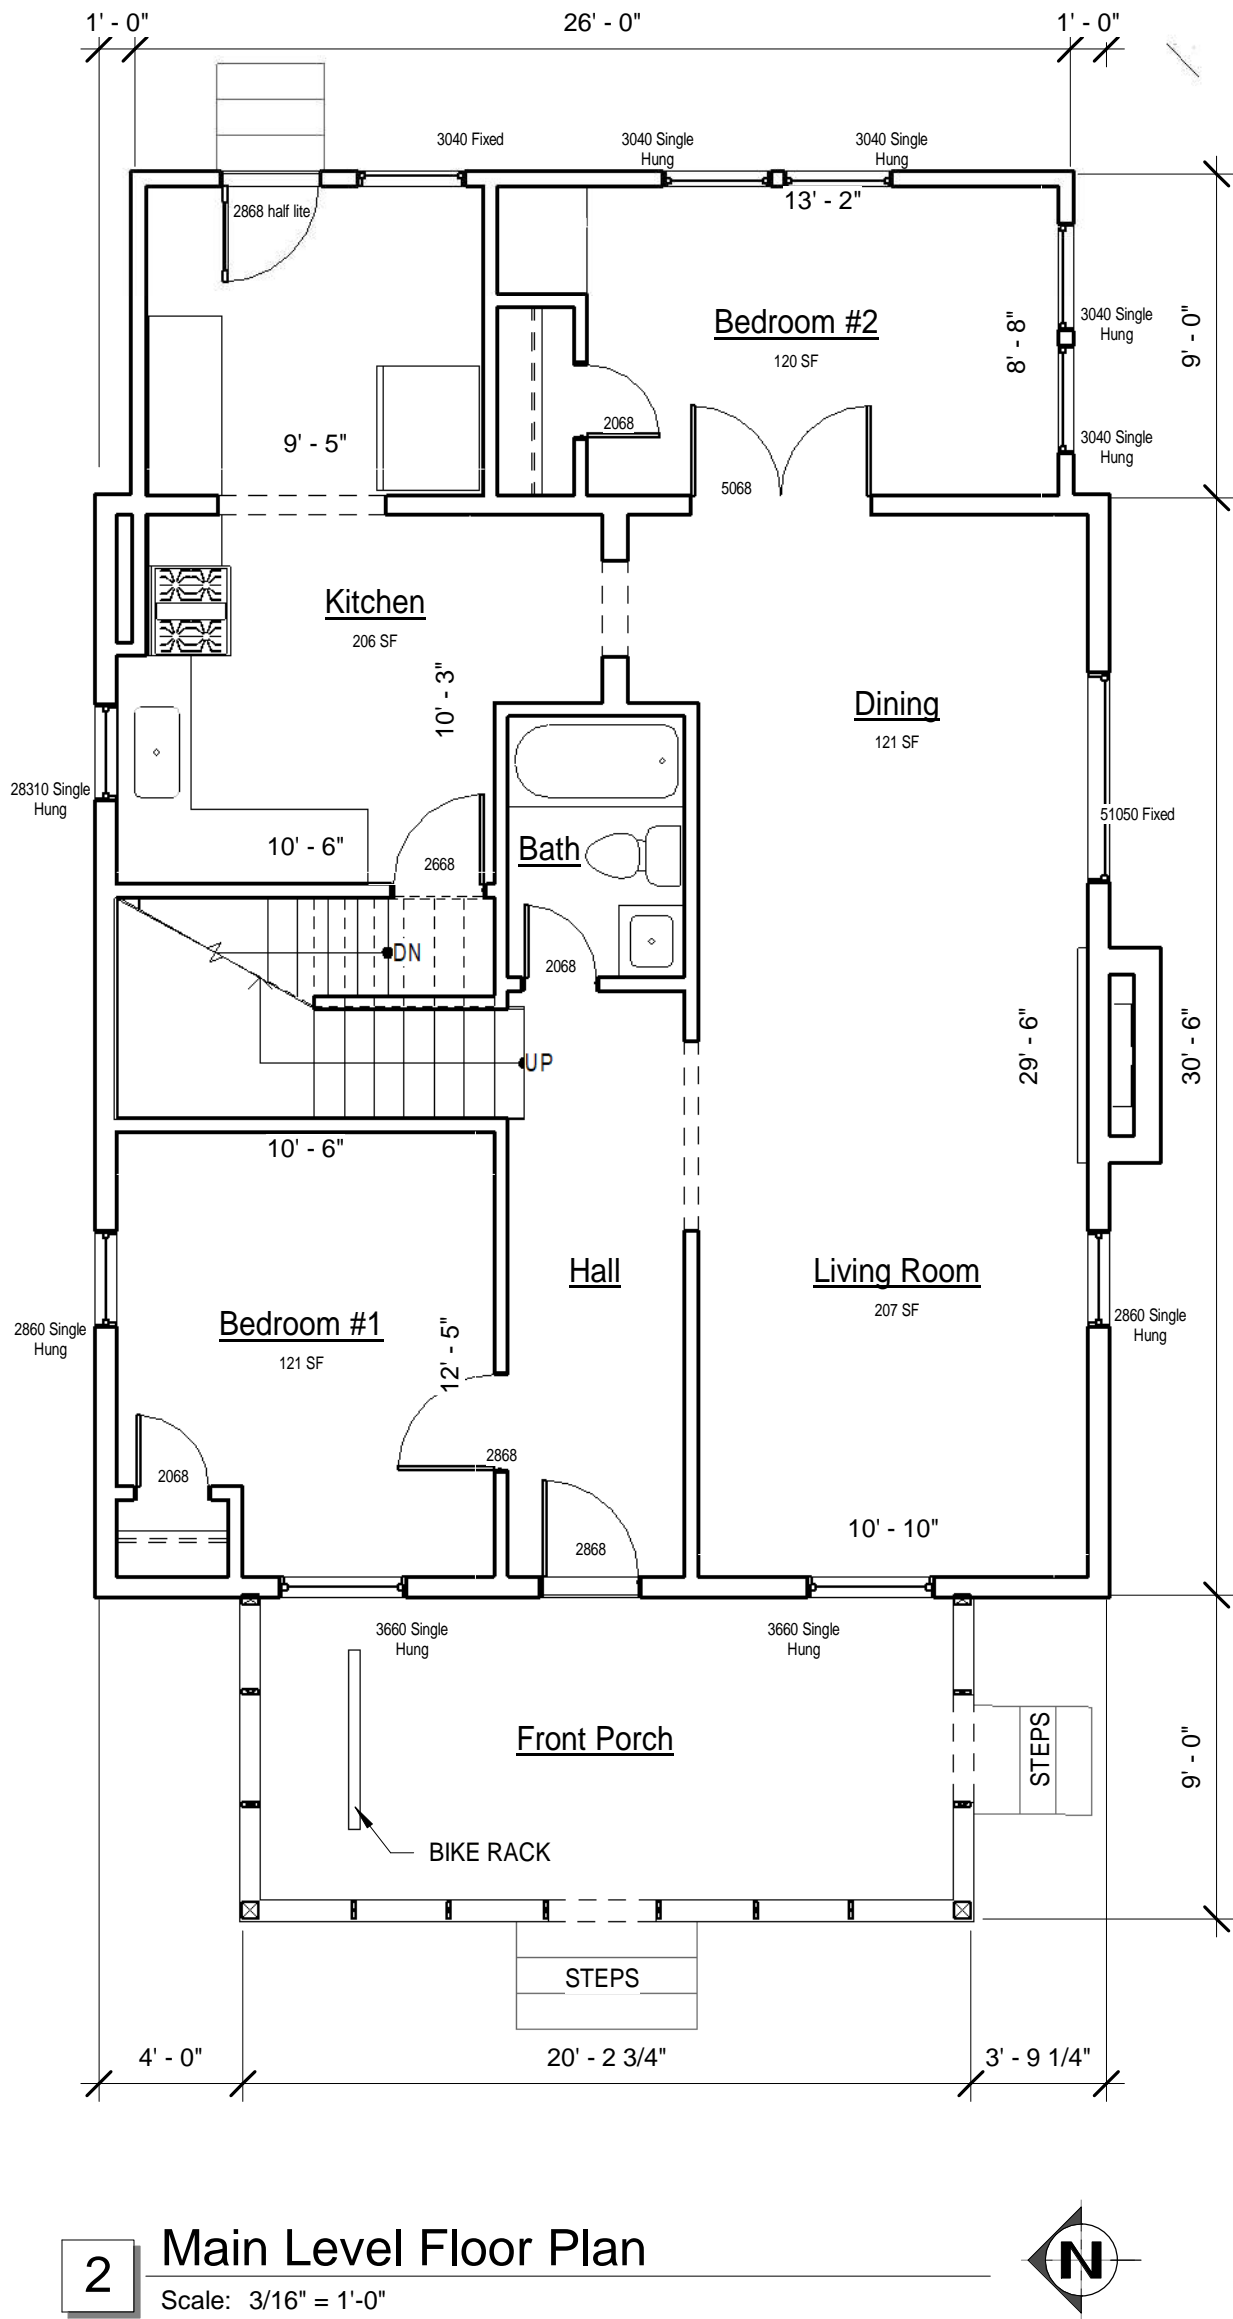 1' - 0"
26' - 0"
1' - 0"
3040 Fixed
3040 Single
Hung
3040 Single
Hung
13' - 2"
2868 half lite
Bedroom #2
120 SF
8' - 8"
3040 Single
Hung
9' - 0"
2068
9' - 5"
3040 Single
Hung
5068
Kitchen
206 SF
10' - 3"
Dining
121 SF
28310 Single
Hung
51050 Fixed
10' - 6"
2668
Bath
DN
2068
UP
29' - 6"
30' - 6"
10' - 6"
Hall
Living Room
207 SF
Bedroom #1
121 SF
12' - 5"
2860 Single
Hung
2860 Single
Hung
2868
2068
10' - 10"
2868
3660 Single
Hung
3660 Single
Hung
Front Porch
STEPS
9' - 0"
BIKE RACK
STEPS
4' - 0"
20' - 2 3/4"
3' - 9 1/4"
2
Main Level Floor Plan
Scale: 3/16" = 1'-0"
N